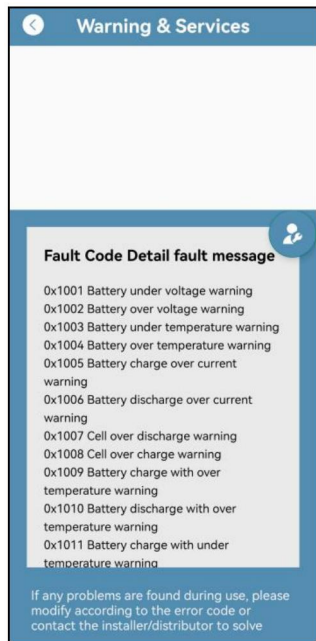 Warning & Services
Fault Code Detail fault message
0x1001 Battery under voltage warning
0x1002 Battery over voltage warning
0x1003 Battery under temperature warning
0x1004 Battery over temperature warning
0x1005 Battery charge over current
warning
0x1006 Battery discharge over current
warning
0x1007 Cell over discharge warning
0x1008 Cell over charge warning
0x1009 Battery charge with over
temperature warning
0x1010 Battery discharge with over
temperature warning
0x1011 Battery charge with under
temperature warning
If any problems are found during use, please
modify according to the error code or
contact the installer/distributor to solve